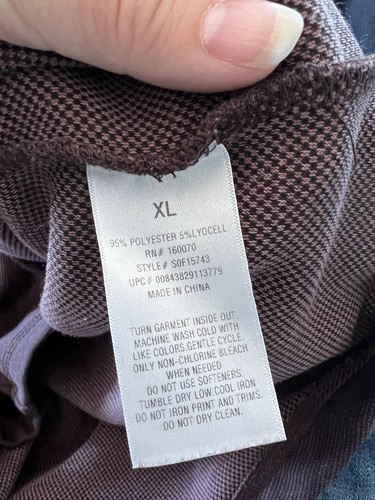 XL
95% POLYESTER 5%LYOCELL
RN# 160070
STYLE# S0F15743
UPC# 00843829113779
MADE IN CHINA
TURN GARMENT INSIDE OUT.
MACHINE WASH COLD WITH
LIKE COLORS GENTLE CYCLE.
ONLY NON-CHLORINE BLEACH
WHEN NEEDED
DO NOT USE SOFTENERS.
TUMBLE DRY LOW.COOL IRON
DO NOT IRON PRINT AND TRIMS.
DO NOT DRY CLEAN.